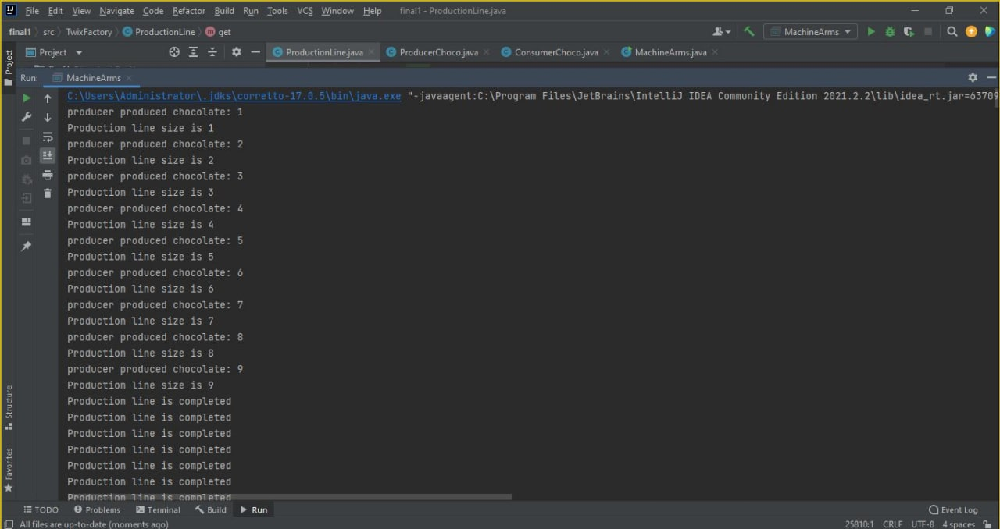 File Edit View Navigate Code Refactor Build Run Tools VCS Window Help final1 - ProductionLine.java
final1 src TwixFactory ProductionLine get MachineArms
Project ProductionLine.java ProducerChoco.java ConsumerChoco.java MachineArms.java
Project
Run: MachineArms
C:\Users\Administrator\.jdks\corretto-17.0.5\bin\java.exe "-javaagent:C:\Program Files\JetBrains\IntelliJ IDEA Community Edition 2021.2.2\lib\idea_rt.jar=63709
producer produced chocolate: 1
Production line size is 1
producer produced chocolate: 2
Production line size is 2
producer produced chocolate: 3
Production line size is 3
producer produced chocolate: 4
Production line size is 4
producer produced chocolate: 5
Production line size is 5
producer produced chocolate: 6
Production line size is 6
producer produced chocolate: 7
Production line size is 7
producer produced chocolate: 8
Production line size is 8
producer produced chocolate: 9
Production line size is 9
Production line is completed
Production line is completed
Production line is completed
Production line is completed
Production line is completed
Production line is completed
Production line is completed
Structure
Favorites
TODO Problems Terminal Build Run Event Log
All files are up-to-date (moments ago) 25810:1 CRLF UTF-8 4 spaces